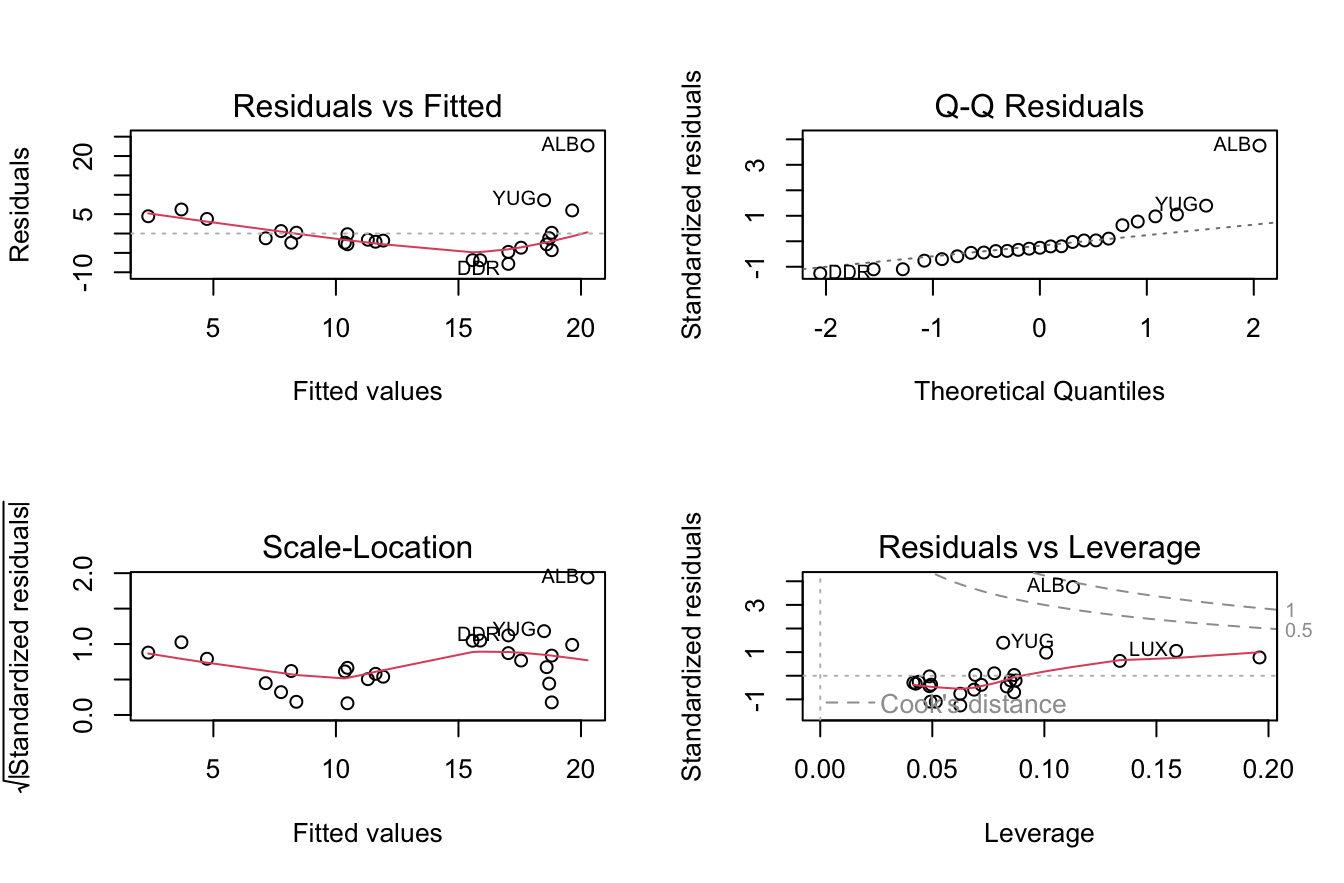 Residuals vs Fitted
Residuals
20
5
-10
ALB
YUG
DDR
5 10 15 20
Fitted values
Q-Q Residuals
Standardized residuals
3
1
-1
ALB
YUG
DDR
-2 -1 0 1 2
Theoretical Quantiles
Scale-Location
√|Standardized residuals|
2.0
1.0
0.0
ALB
DDR
YUG
5 10 15 20
Fitted values
Residuals vs Leverage
Standardized residuals
3
1
-1
ALB
YUG
LUX
1
0.5
Cook's distance
0.00 0.05 0.10 0.15 0.20
Leverage